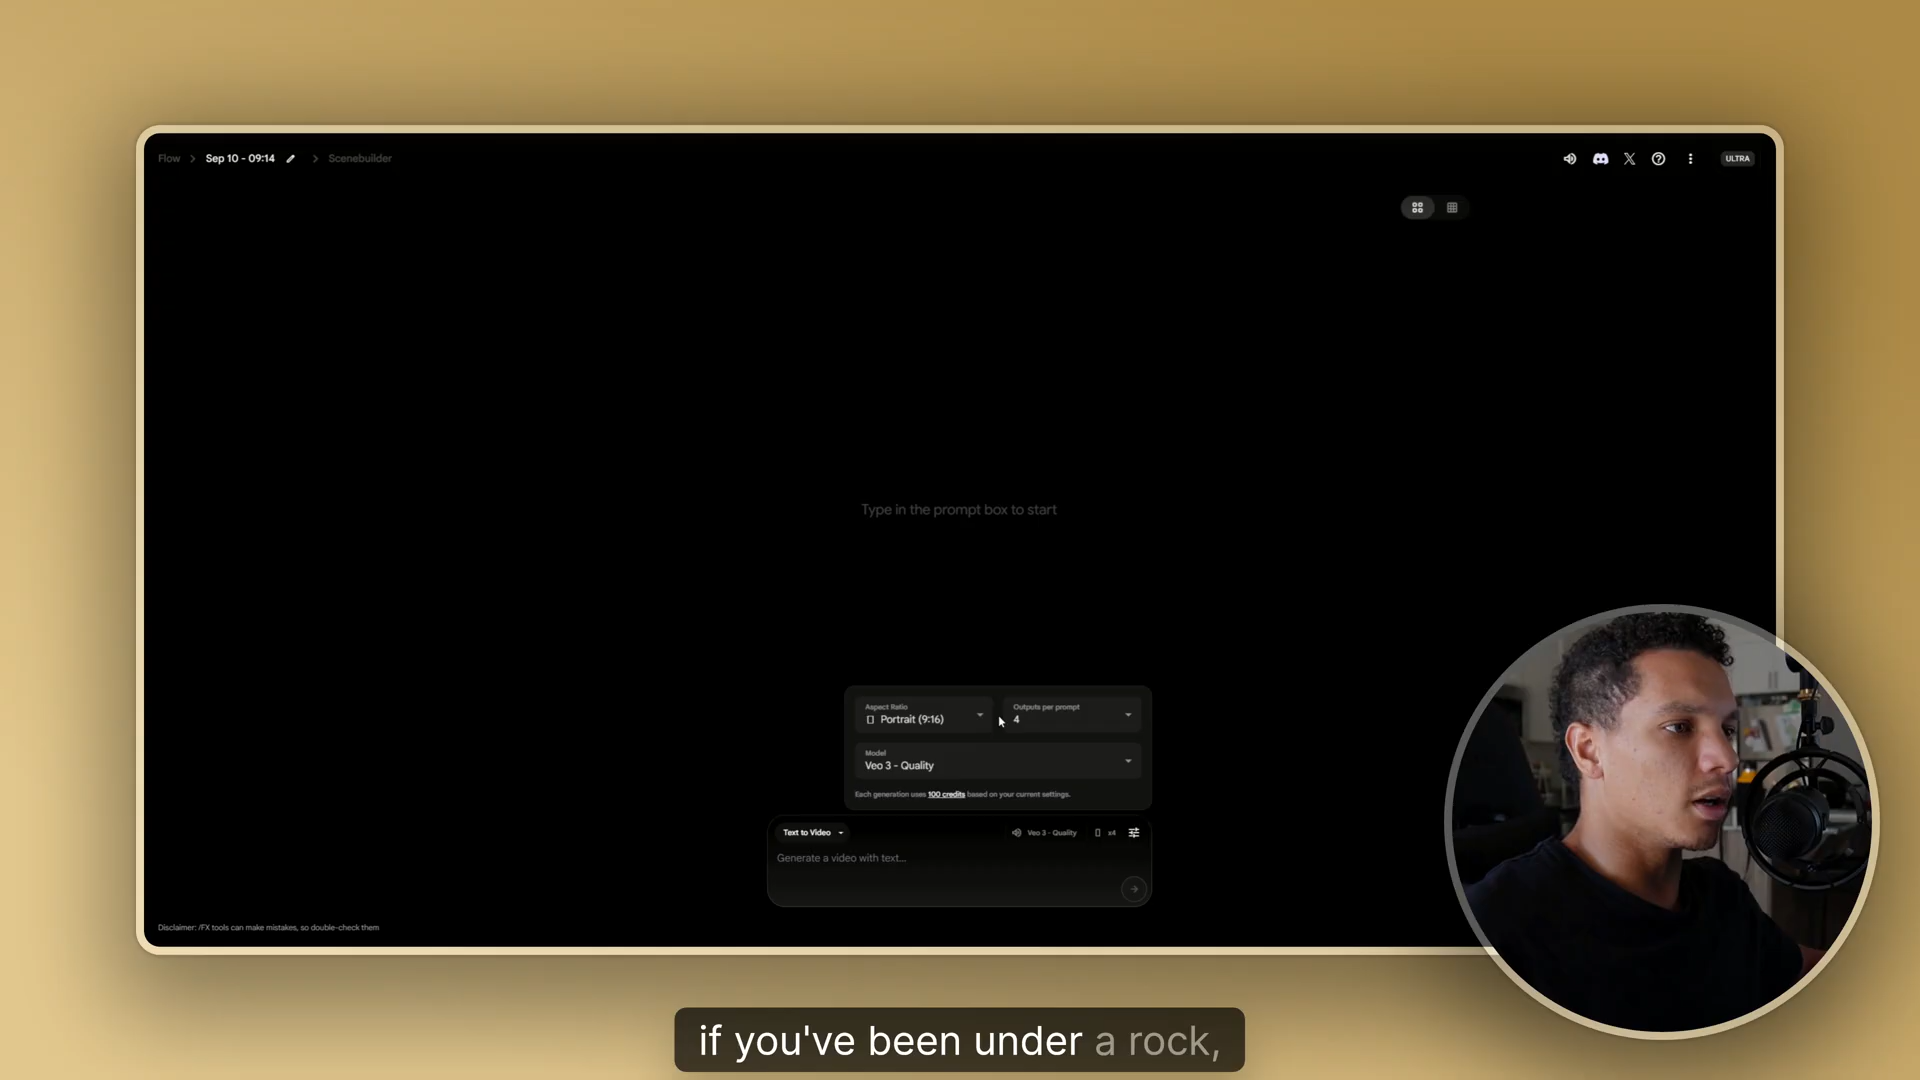 Flow > Sep 10 - 09:14 > Scenebuilder
ULTRA
Type in the prompt box to start
Aspect Ratio
Portrait (9:16)
Outputs per prompt
4
Model
Veo 3 - Quality
Each generation uses 100 credits based on your current settings.
Text to Video
Veo 3 - Quality
x4
Generate a video with text...
Disclaimer: /FX tools can make mistakes, so double-check them
if you've been under a rock,